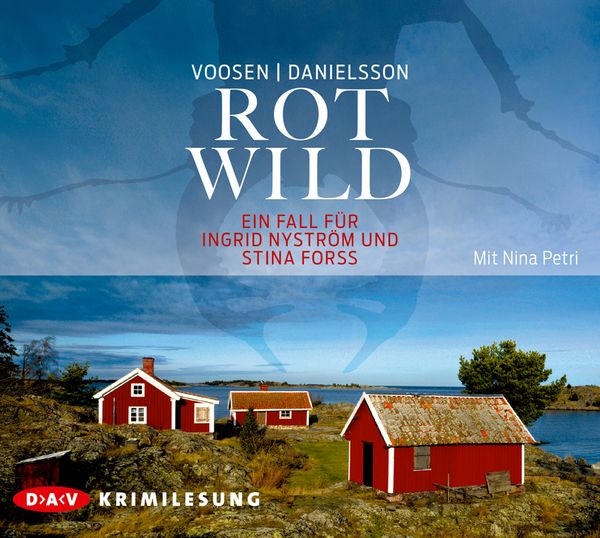 VOOSEN | DANIELSSON
ROT
WILD
EIN FALL FÜR
INGRID NYSTRÖM UND
STINA FORSS
Mit Nina Petri
D>A<V KRIMILESUNG